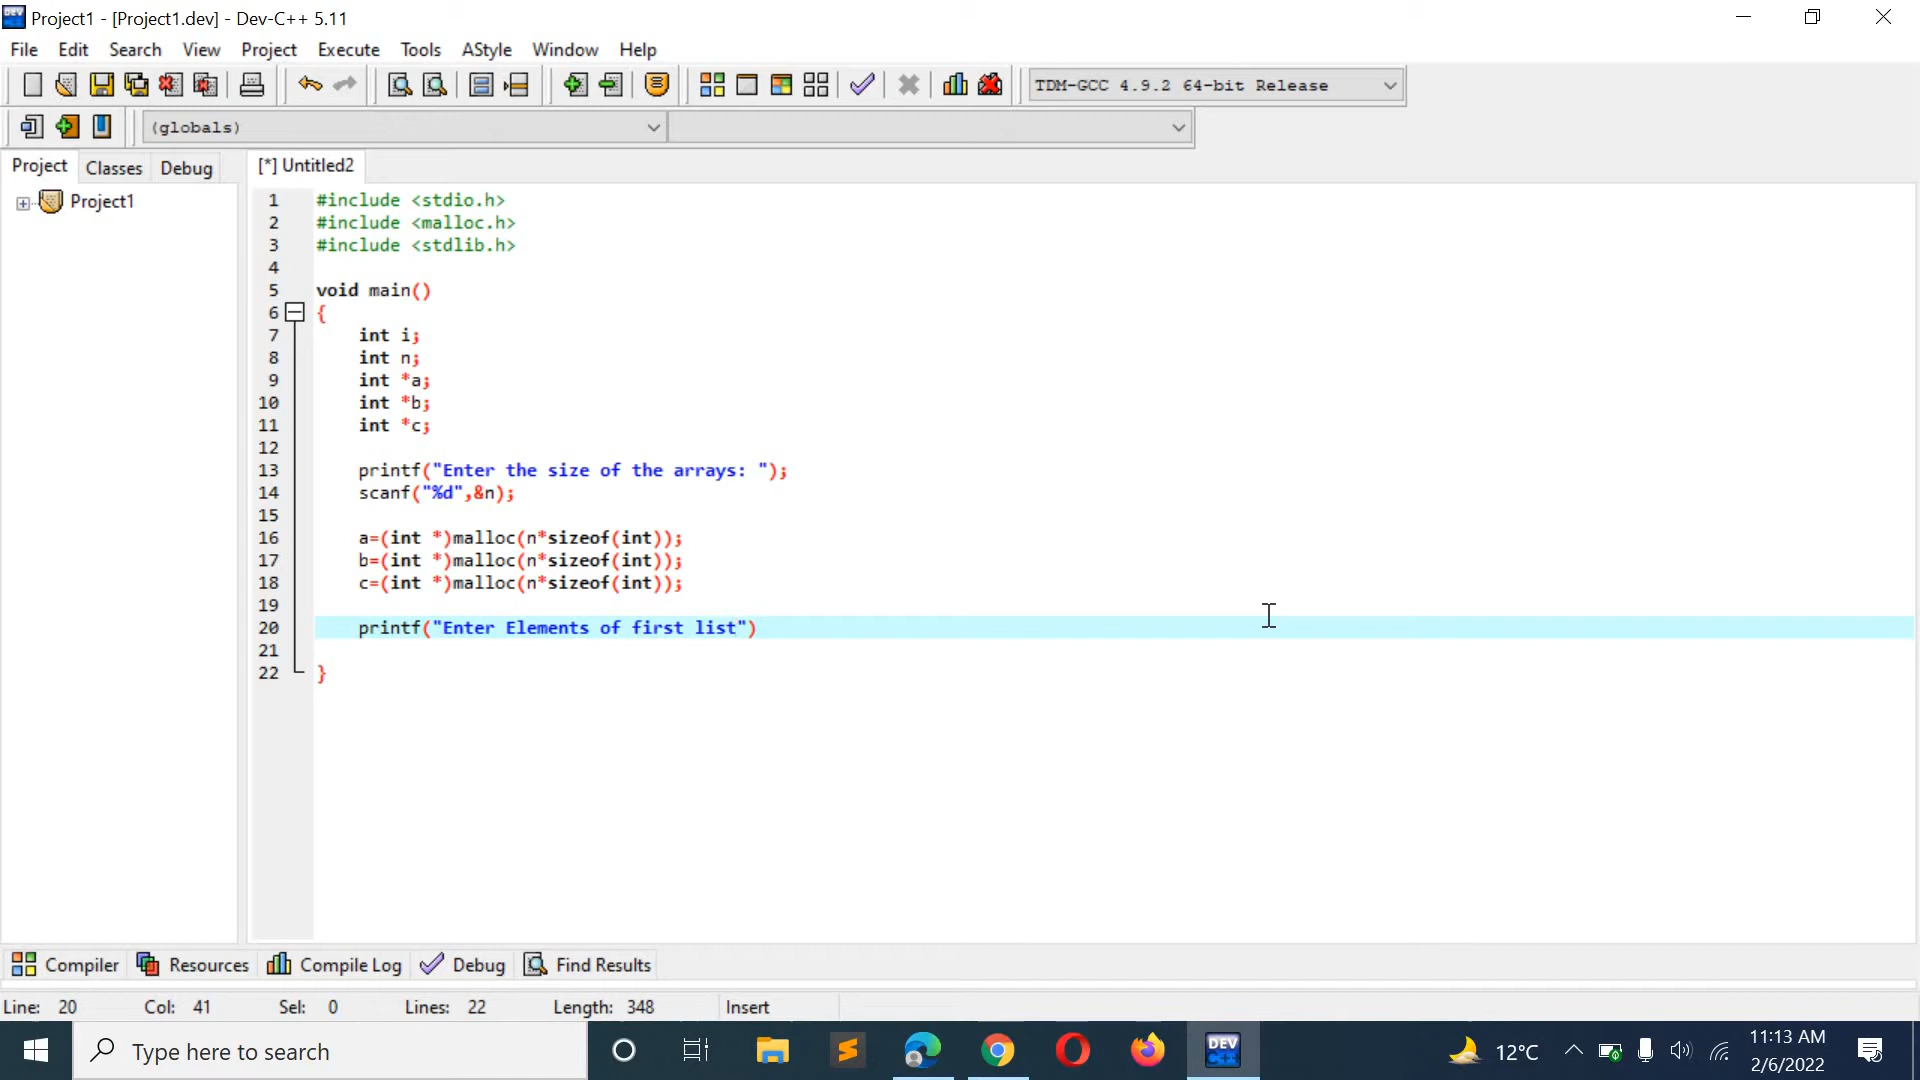 Project1 - [Project1.dev] - Dev-C++ 5.11
File Edit Search View Project Execute Tools AStyle Window Help
TDM-GCC 4.9.2 64-bit Release
(globals)
Project Classes Debug [*] Untitled2
Project1
1 #include <stdio.h>
2 #include <malloc.h>
3 #include <stdlib.h>
4
5 void main()
6 {
7 int i;
8 int n;
9 int *a;
10 int *b;
11 int *c;
12
13 printf("Enter the size of the arrays: ");
14 scanf("%d",&n);
15
16 a=(int *)malloc(n*sizeof(int));
17 b=(int *)malloc(n*sizeof(int));
18 c=(int *)malloc(n*sizeof(int));
19
20 printf("Enter Elements of first list")
21
22 }
Compiler Resources Compile Log Debug Find Results
Line: 20 Col: 41 Sel: 0 Lines: 22 Length: 348 Insert
Type here to search
DEV C++
12°C
11:13 AM
2/6/2022